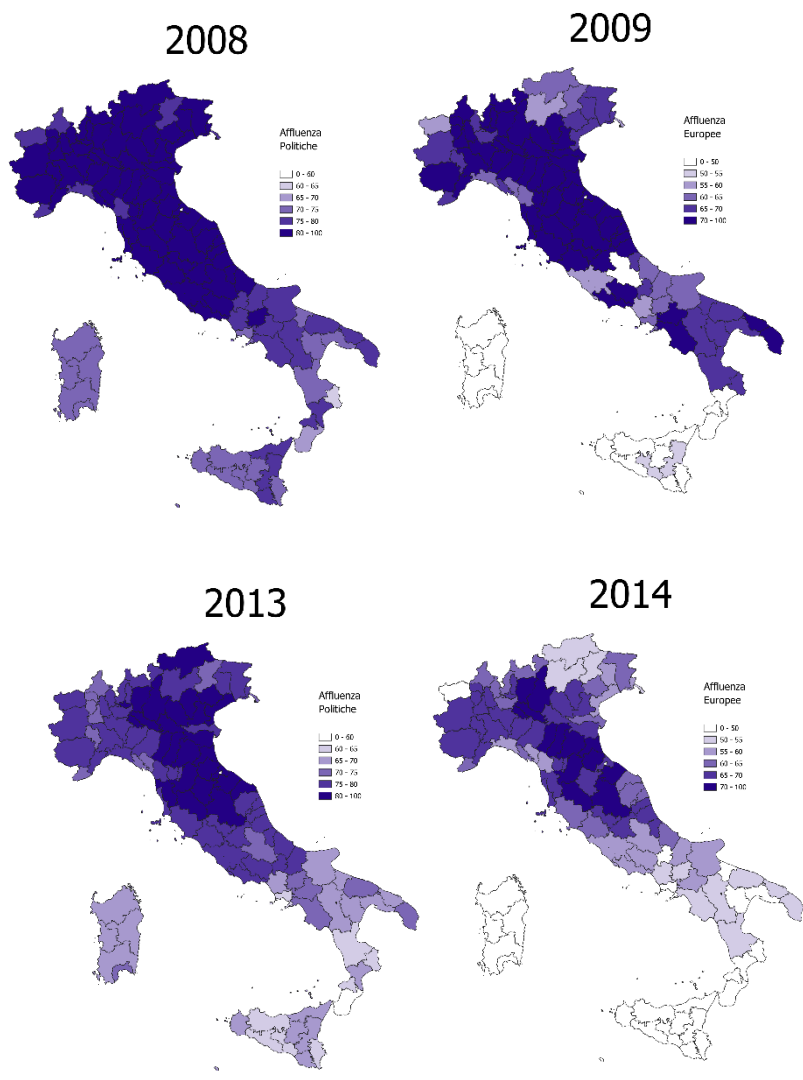 2008
2009
Affluenza
Politiche
0 - 60
60 - 65
65 - 70
70 - 75
75 - 80
80 - 100
Affluenza
Europee
0 - 50
50 - 55
55 - 60
60 - 65
65 - 70
70 - 100
2013
2014
Affluenza
Politiche
0 - 60
60 - 65
65 - 70
70 - 75
75 - 80
80 - 100
Affluenza
Europee
0 - 50
50 - 55
55 - 60
60 - 65
65 - 70
70 - 100